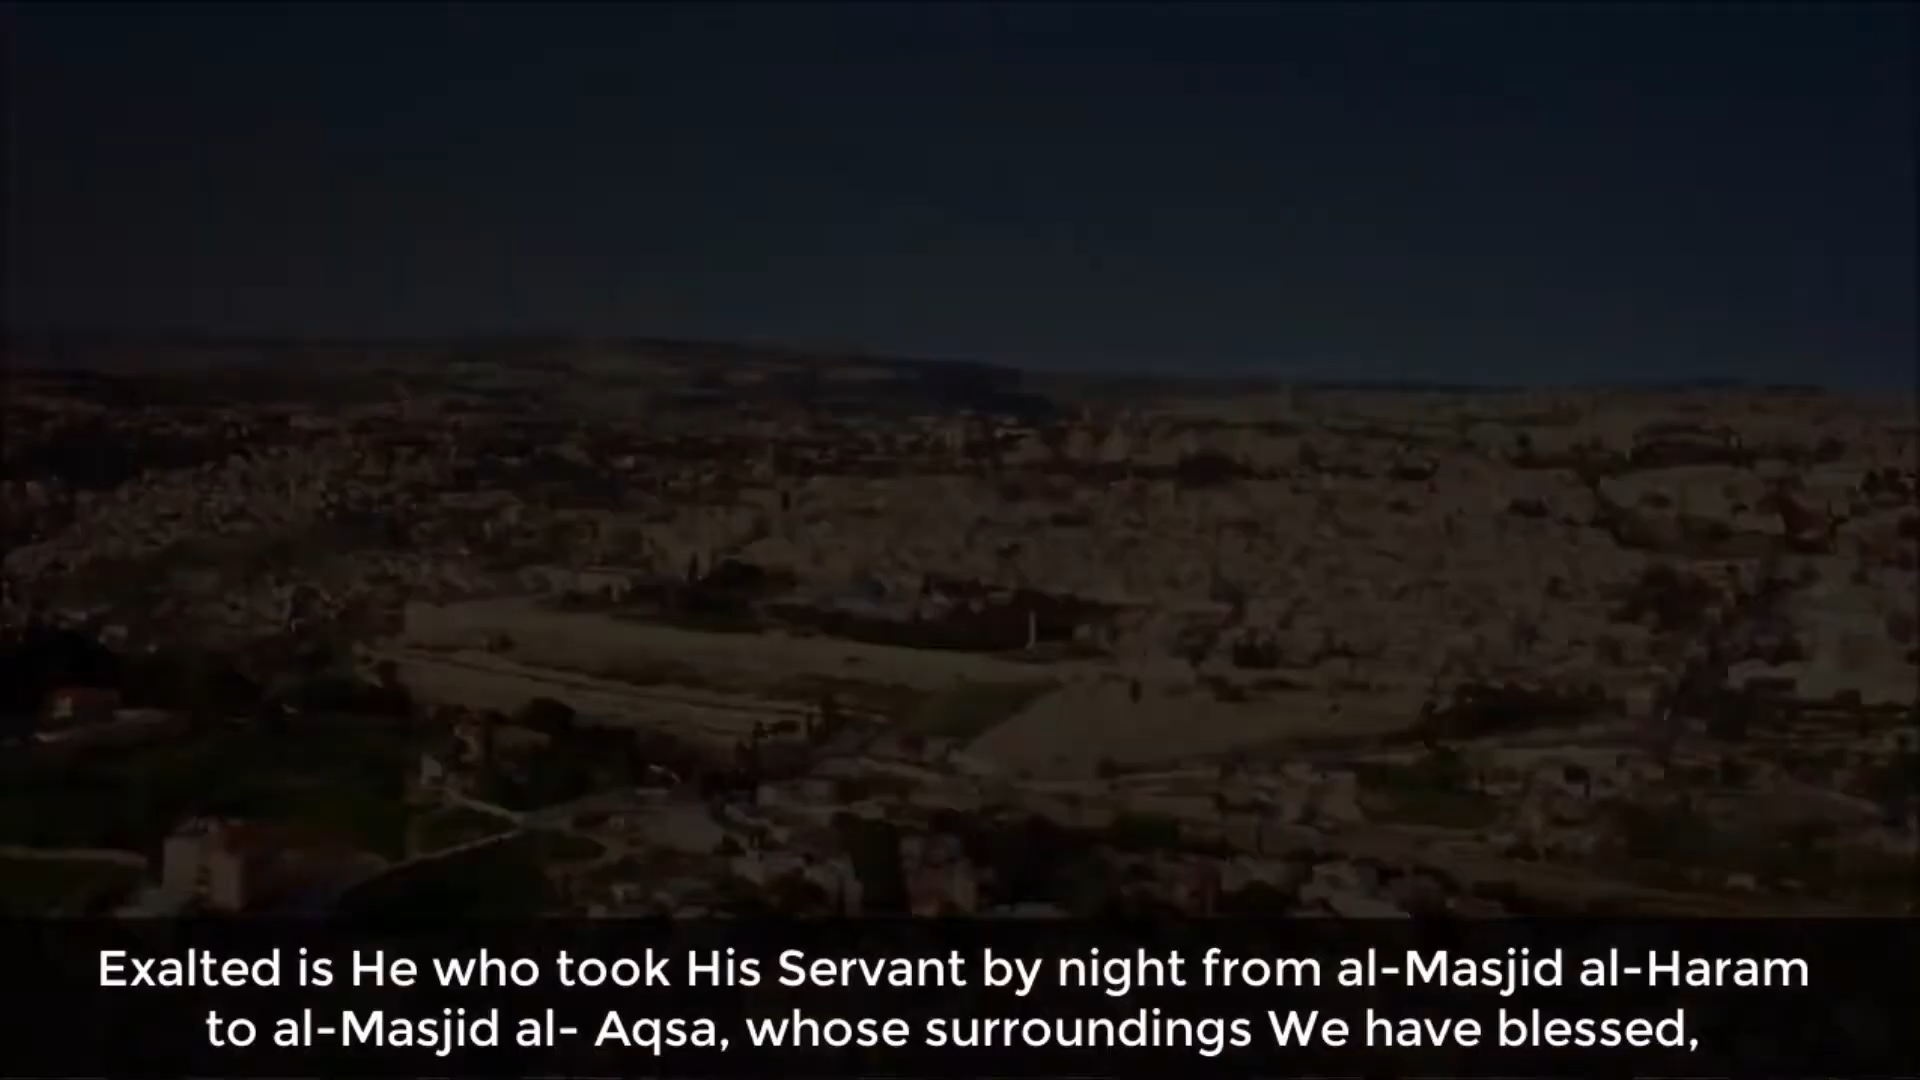 Exalted is He who took His Servant by night from al-Masjid al-Haram
to al-Masjid al- Aqsa, whose surroundings We have blessed,